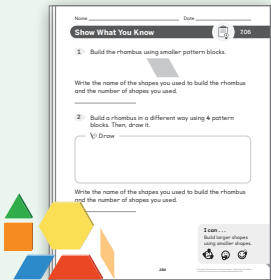 Name Date
Show What You Know 7.06
1 Build the rhombus using smaller pattern blocks.
Write the name of the shapes you used to build the rhombus
and the number of shapes you used.
2 Build a rhombus in a different way using 4 pattern
blocks. Then, draw it.
Draw
Write the name of the shapes you used to build the rhombus
and the number of shapes you used.
I can . . .
Build larger shapes
using smaller shapes.